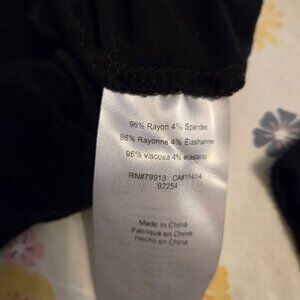 96% Rayon 4% Spandex
96% Rayonne 4% Élasthanne
96% viscosa 4% elastano
RN#79913 CA#11414
92254
Made in China
Fabriqué en Chine
Hecho en China